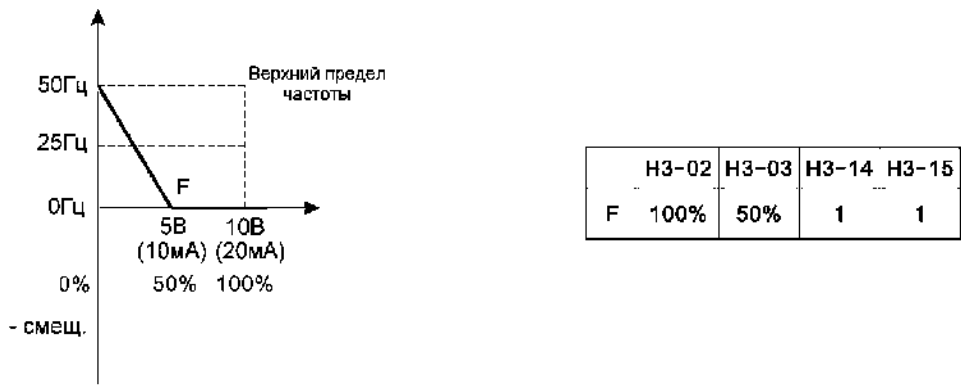 50Гц
Верхний предел
частоты
25Гц
F
0Гц
5В 10В
(10мА) (20мА)
0% 50% 100%
- смещ.
H3-02 H3-03 H3-14 H3-15
F 100% 50% 1 1